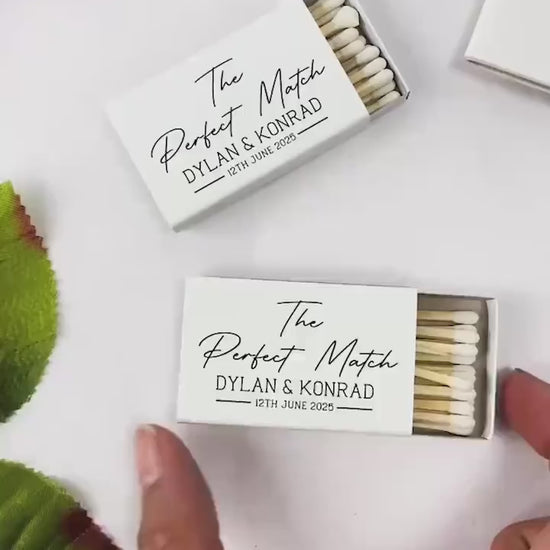 The
Perfect Match
DYLAN & KONRAD
12TH JUNE 2025
The
Perfect Match
DYLAN & KONRAD
12TH JUNE 2025